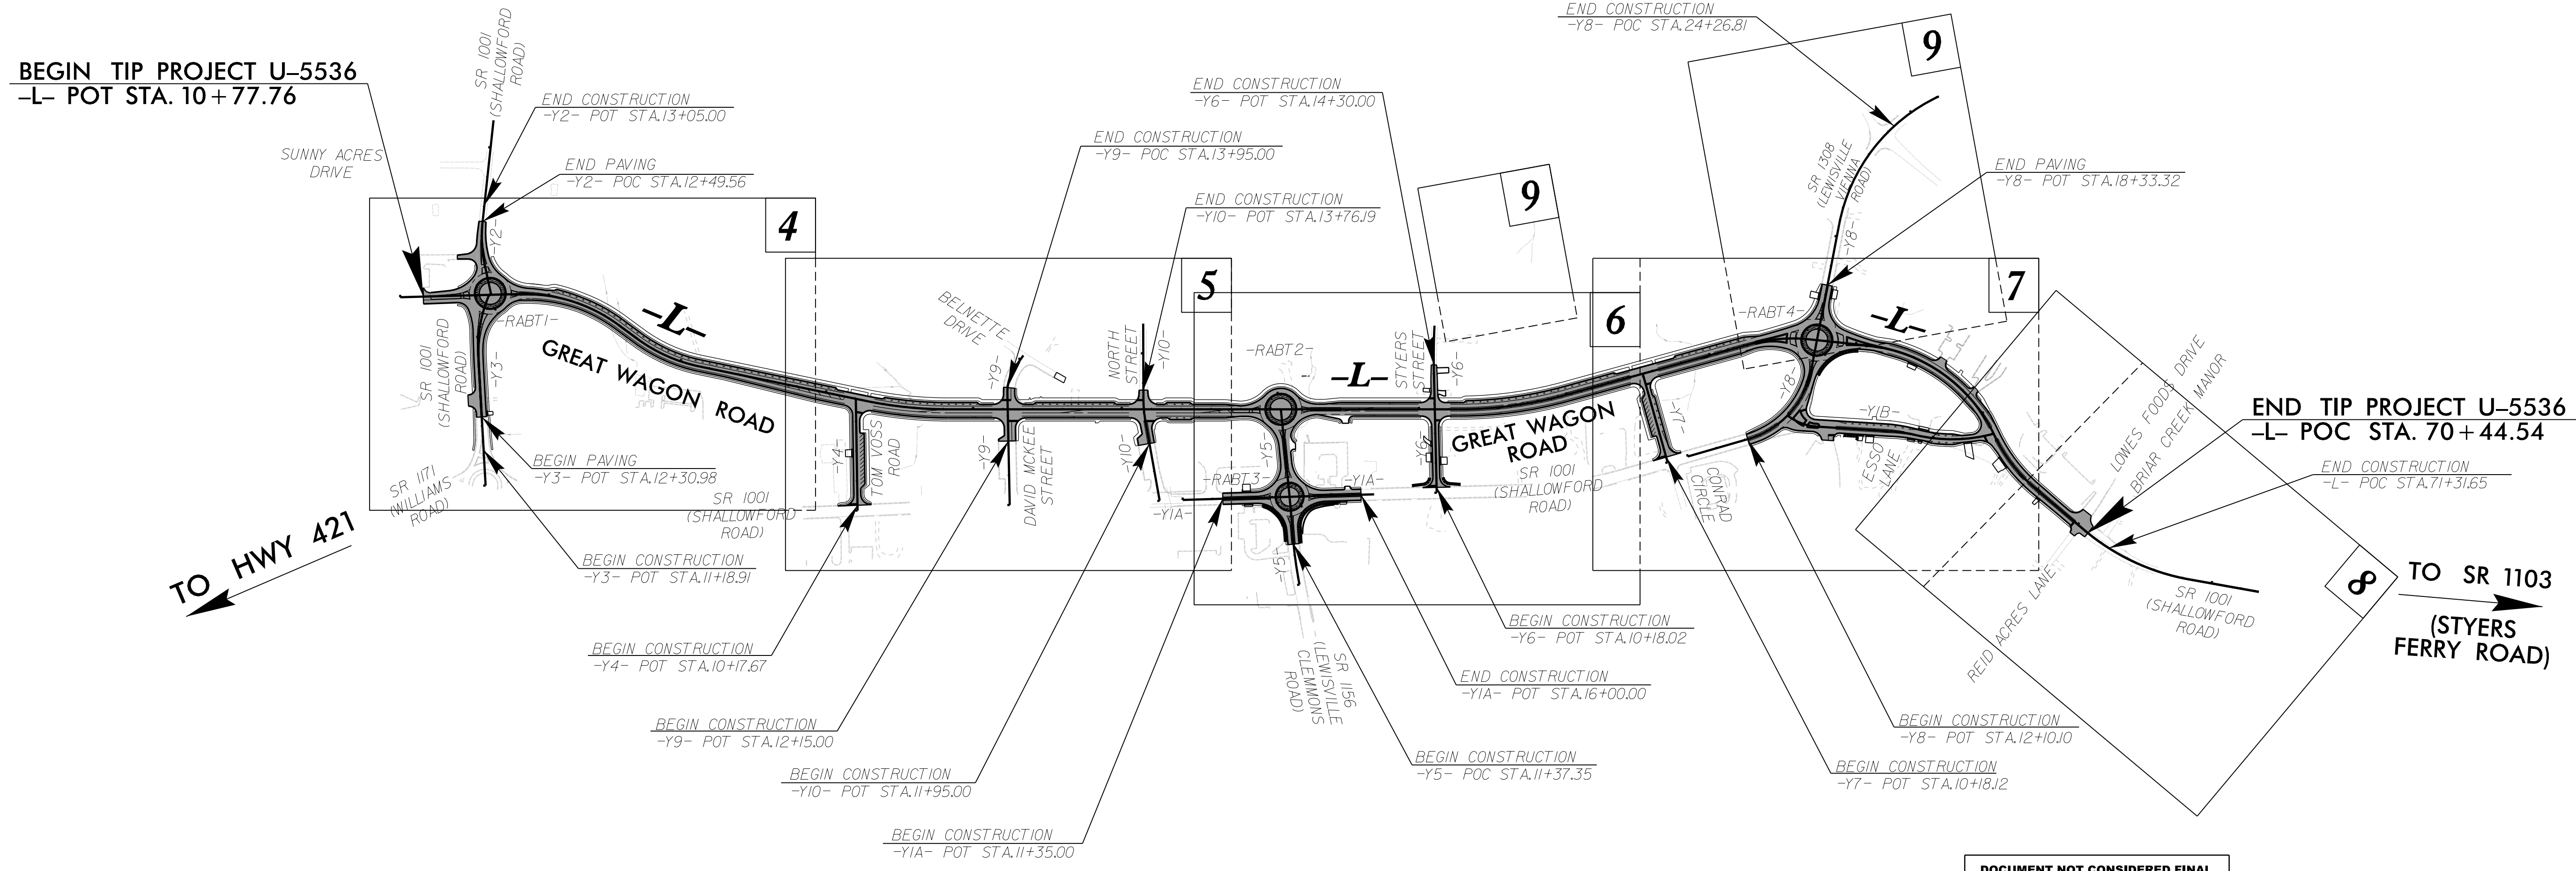 BEGIN TIP PROJECT U-5536
-L- POT STA. 10+77.76
SUNNY ACRES
DRIVE
SR 1001
(SHALLOWFORD
ROAD)
END CONSTRUCTION
-Y2- POT STA.13+05.00
END PAVING
-Y2- POC STA.12+49.56
4
-Y2-
-RABT1-
-L-
GREAT WAGON ROAD
SR 1001
(SHALLOWFORD
ROAD)
-Y3-
BEGIN PAVING
-Y3- POT STA.12+30.98
SR 1171
(WILLIAMS
ROAD)
BEGIN CONSTRUCTION
-Y3- POT STA.11+18.91
TO HWY 421
SR 1001
(SHALLOWFORD
ROAD)
-Y4-
TOM VOSS
ROAD
BEGIN CONSTRUCTION
-Y4- POT STA.10+17.67
END CONSTRUCTION
-Y9- POC STA.13+95.00
END CONSTRUCTION
-Y10- POT STA.13+76.19
BELNETTE
DRIVE
-Y9-
NORTH
STREET
-Y10-
5
-Y9-
DAVID MCKEE
STREET
-Y10-
BEGIN CONSTRUCTION
-Y9- POT STA.12+15.00
BEGIN CONSTRUCTION
-Y10- POT STA.11+95.00
BEGIN CONSTRUCTION
-Y1A- POT STA.11+35.00
END CONSTRUCTION
-Y6- POT STA.14+30.00
9
-RABT2-
-L-
STYERS
STREET
-Y6-
6
-Y5-
-RABT3-
-Y1A-
-Y1A-
-Y5-
-Y6-
GREAT WAGON
ROAD
SR 1001
(SHALLOWFORD
ROAD)
SR 1156
(LEWISVILLE
CLEMMONS
ROAD)
BEGIN CONSTRUCTION
-Y6- POT STA.10+18.02
END CONSTRUCTION
-Y1A- POT STA.16+00.00
BEGIN CONSTRUCTION
-Y5- POC STA.11+37.35
END CONSTRUCTION
-Y8- POC STA.24+26.81
9
SR 1308
(LEWISVILLE
VIENNA
ROAD)
-Y8-
END PAVING
-Y8- POT STA.18+33.32
7
-RABT4-
-L-
-Y8-
-Y7-
-Y1B-
CONRAD
CIRCLE
ESSO
LANE
LOWES FOODS DRIVE
BRIAR CREEK MANOR
END TIP PROJECT U-5536
-L- POC STA. 70+44.54
END CONSTRUCTION
-L- POC STA.71+31.65
REID ACRES LANE
SR 1001
(SHALLOWFORD
ROAD)
8
TO SR 1103
(STYERS
FERRY ROAD)
BEGIN CONSTRUCTION
-Y8- POT STA.12+10.10
BEGIN CONSTRUCTION
-Y7- POT STA.10+18.12
DOCUMENT NOT CONSIDERED FINAL